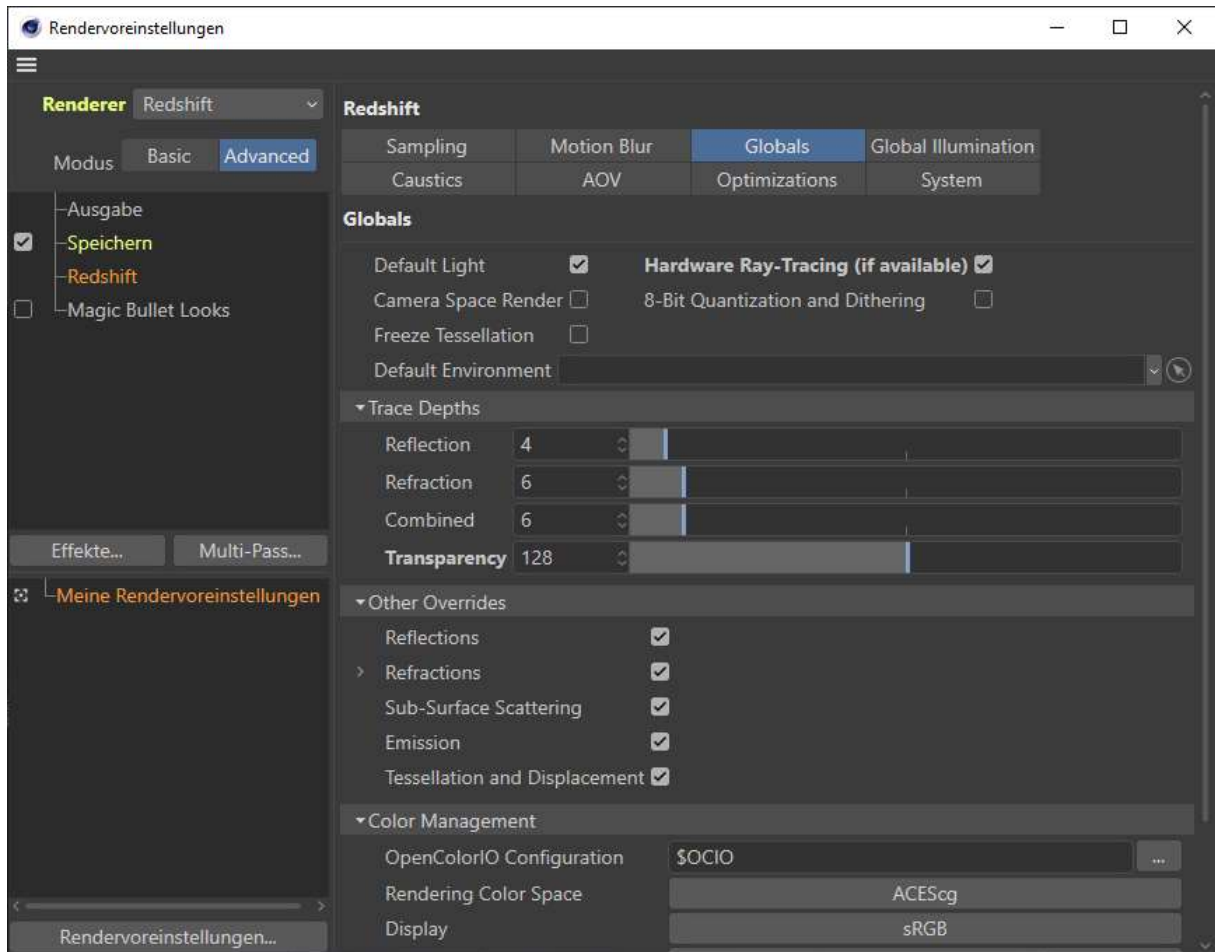 Rendervoreinstellungen
Renderer Redshift
Modus Basic Advanced
Ausgabe
Speichern
Redshift
Magic Bullet Looks
Effekte... Multi-Pass...
Meine Rendervoreinstellungen
Rendervoreinstellungen...
Redshift
Sampling Motion Blur Globals Global Illumination
Caustics AOV Optimizations System
Globals
Default Light Hardware Ray-Tracing (if available)
Camera Space Render 8-Bit Quantization and Dithering
Freeze Tessellation
Default Environment
Trace Depths
Reflection 4
Refraction 6
Combined 6
Transparency 128
Other Overrides
Reflections
Refractions
Sub-Surface Scattering
Emission
Tessellation and Displacement
Color Management
OpenColorIO Configuration $OCIO ...
Rendering Color Space ACEScg
Display sRGB